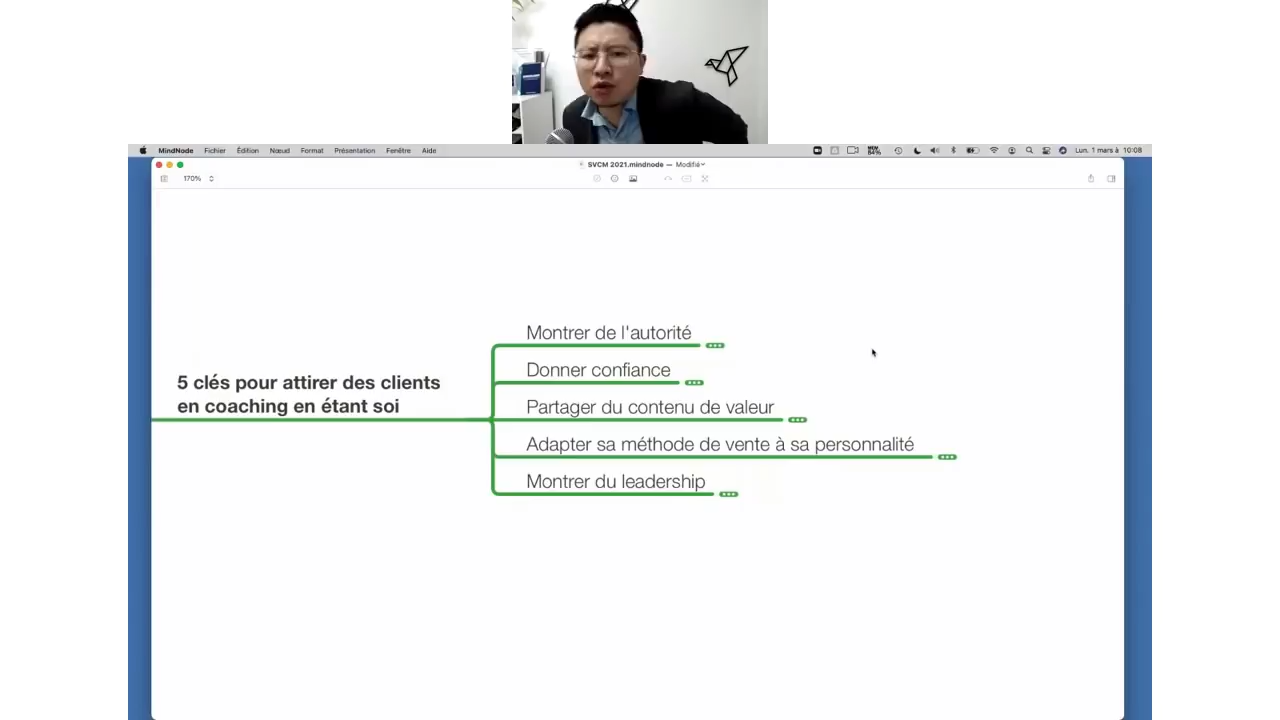 MindNode Fichier Édition Nœud Format Présentation Fenêtre Aide
Lun. 1 mars à 10:08
SVCM 2021.mindnode — Modifié
170%
Montrer de l'autorité
Donner confiance
5 clés pour attirer des clients
en coaching en étant soi
Partager du contenu de valeur
Adapter sa méthode de vente à sa personnalité
Montrer du leadership